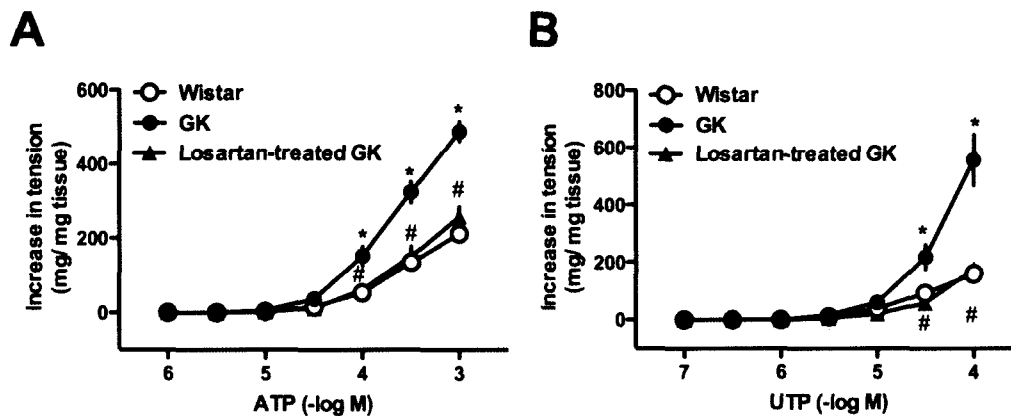 A
Increase in tension
(mg/ mg tissue)
600
400
200
0
Wistar
GK
Losartan-treated GK
*
*
*
#
#
#
6
5
4
3
ATP (-log M)
B
Increase in tension
(mg/ mg tissue)
800
600
400
200
0
Wistar
GK
Losartan-treated GK
*
*
#
#
7
6
5
4
UTP (-log M)